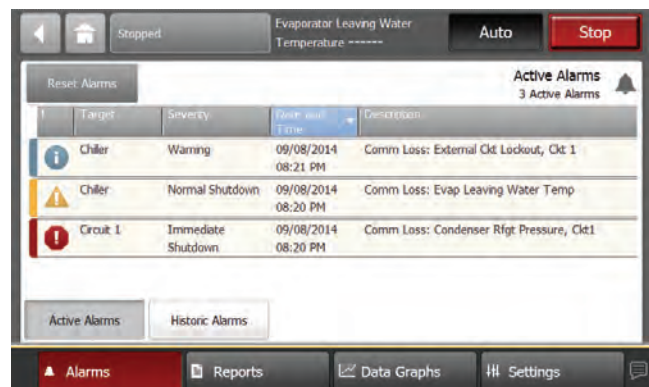 Stopped
Evaporator Leaving Water
Temperature ------
Auto
Stop
Reset Alarms
Active Alarms
3 Active Alarms
!
Target
Severity
Date and
Time
Description
Chiller
Warning
09/08/2014
08:21 PM
Comm Loss: External Ckt Lockout, Ckt 1
Chiller
Normal Shutdown
09/08/2014
08:20 PM
Comm Loss: Evap Leaving Water Temp
Circuit 1
Immediate
Shutdown
09/08/2014
08:20 PM
Comm Loss: Condenser Rfgt Pressure, Ckt1
Active Alarms
Historic Alarms
Alarms
Reports
Data Graphs
Settings